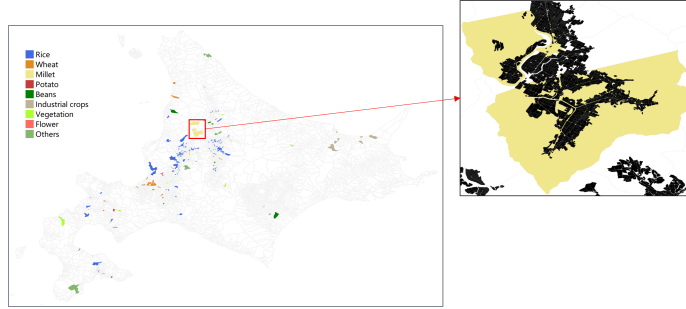 Rice
Wheat
Millet
Potato
Beans
Industrial crops
Vegetation
Flower
Others